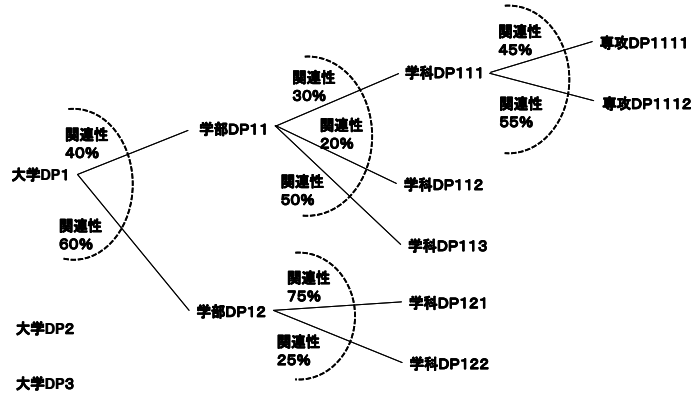 関連性
45%
専攻DP1111
学科DP111
関連性
30%
関連性
55%
専攻DP1112
学部DP11
関連性
20%
関連性
40%
大学DP1
関連性
50%
学科DP112
関連性
60%
学科DP113
関連性
75%
学科DP121
学部DP12
大学DP2
関連性
25%
学科DP122
大学DP3